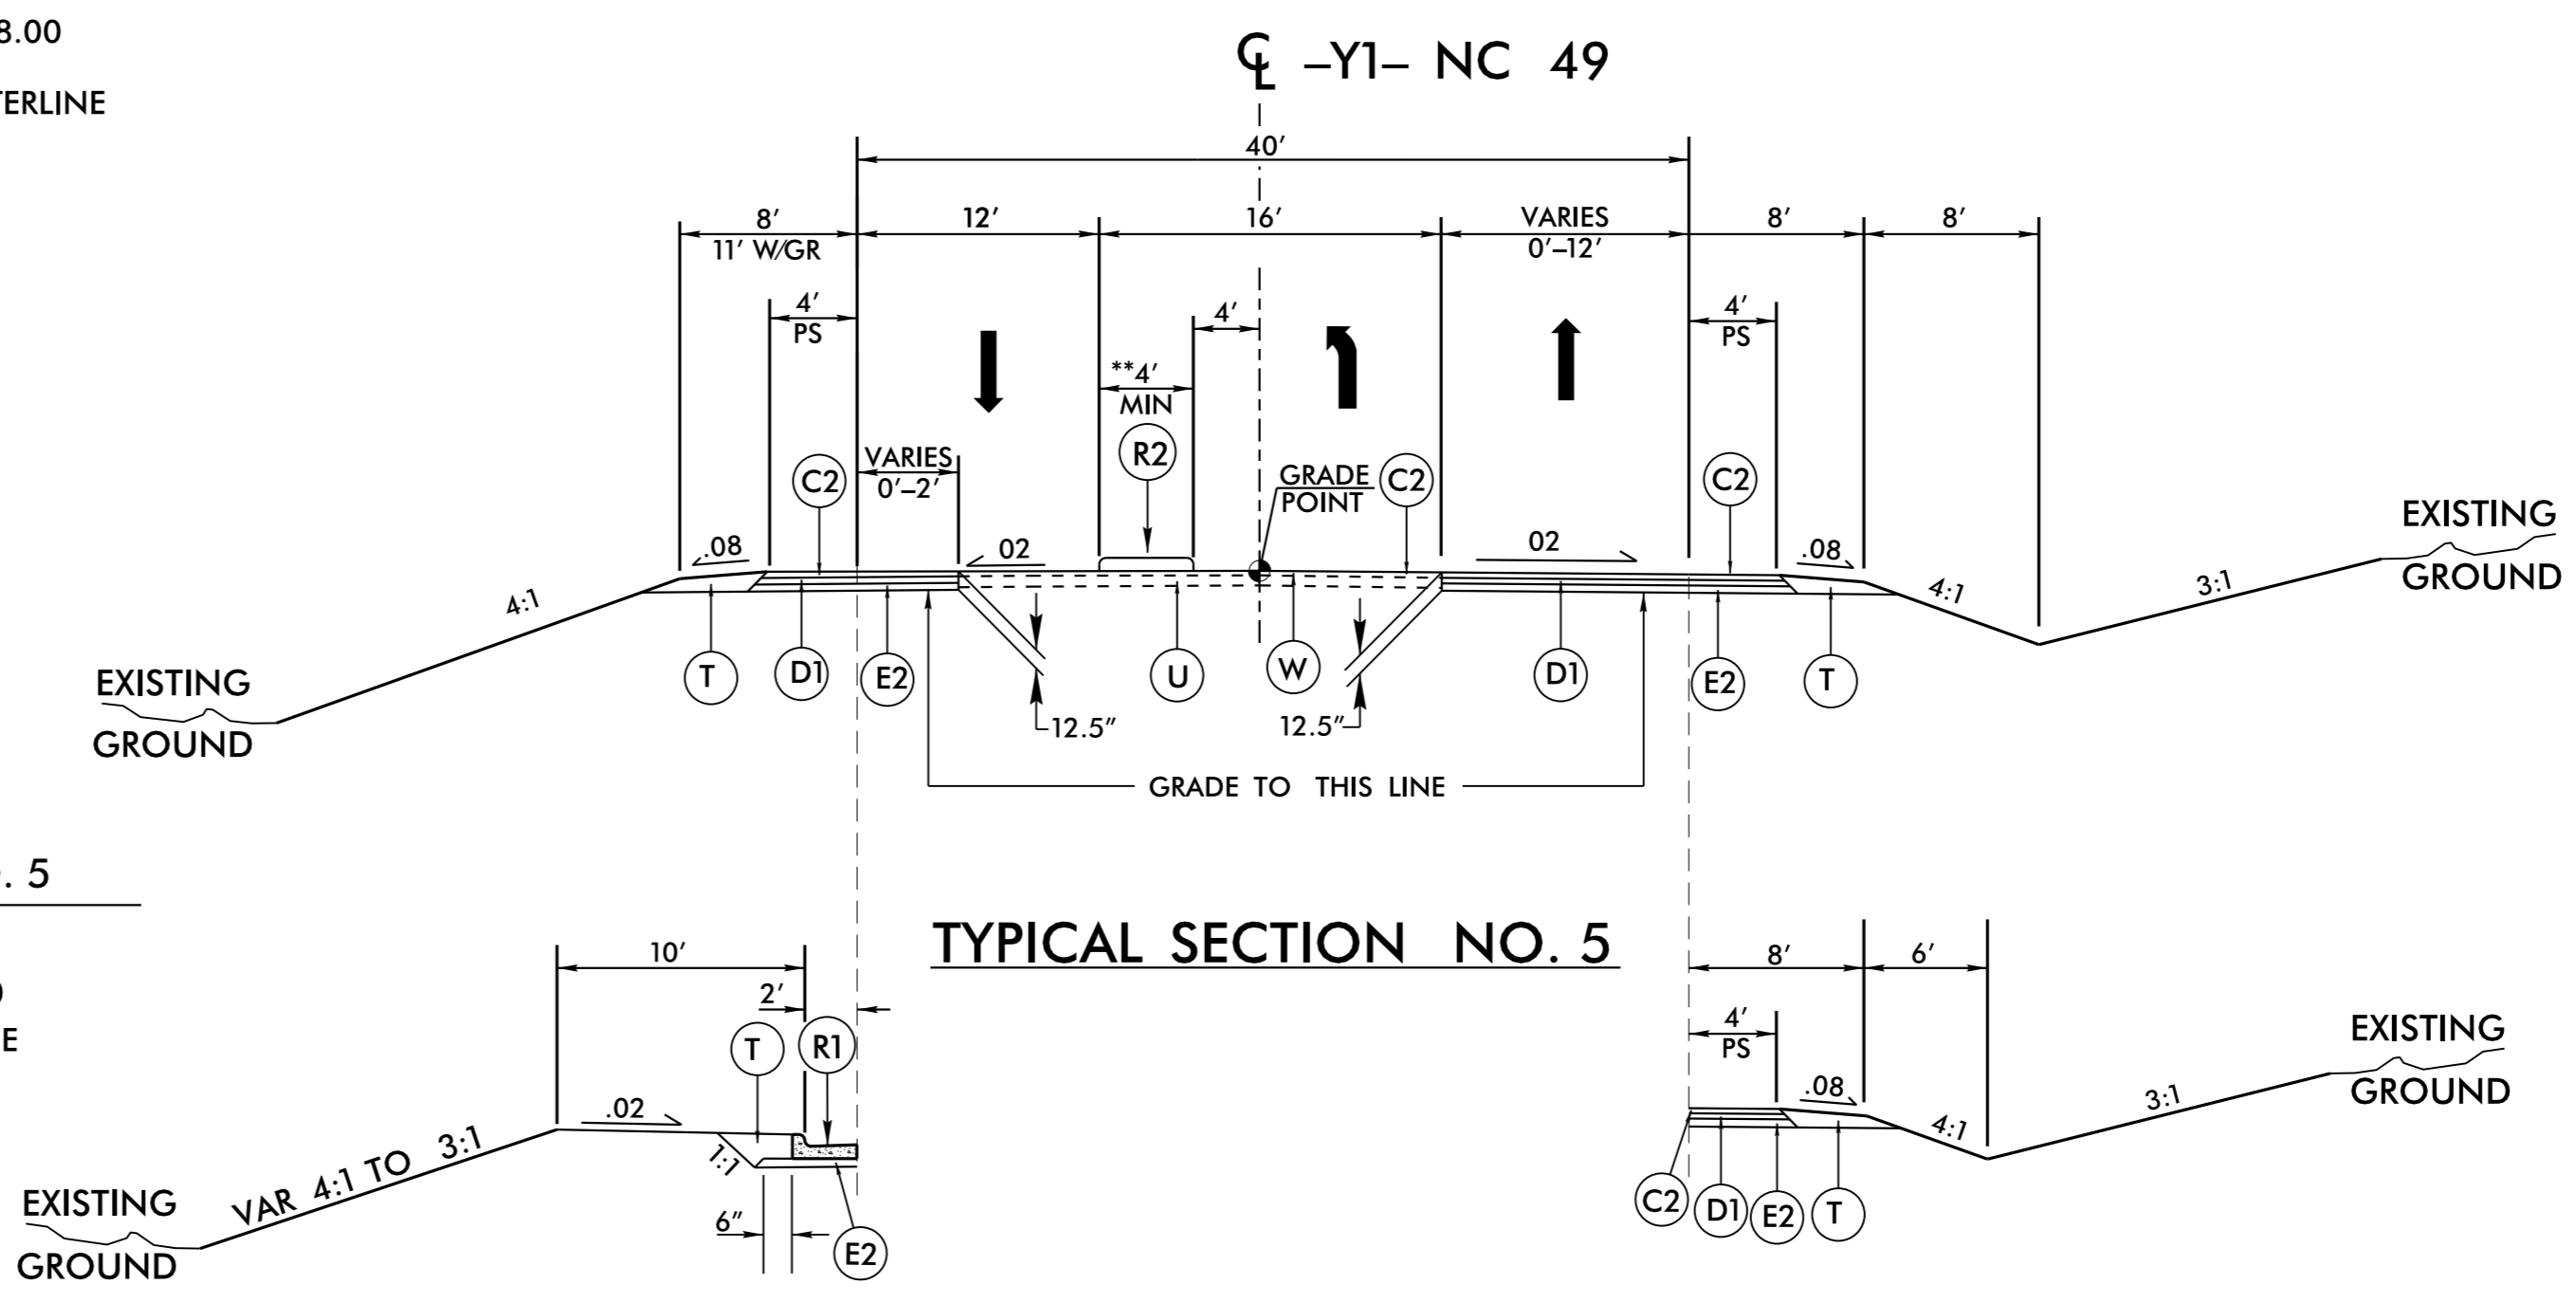 8.00
TERLINE
CL –Y1– NC 49
40'
8'
11' W/GR
12'
16'
VARIES
0'–12'
8'
8'
4'
PS
4'
4'
PS
**4'
MIN
R2
VARIES
0'–2'
C2
GRADE
POINT
C2
C2
.08
02
02
.08
4:1
4:1
3:1
EXISTING
GROUND
EXISTING
GROUND
T
D1
E2
U
W
D1
E2
T
12.5"
12.5"
GRADE TO THIS LINE
. 5
TYPICAL SECTION NO. 5
10'
2'
T
R1
E
.02
1:1
VAR 4:1 TO 3:1
EXISTING
GROUND
6"
E2
8'
6'
4'
PS
.08
4:1
3:1
EXISTING
GROUND
C2
D1
E2
T